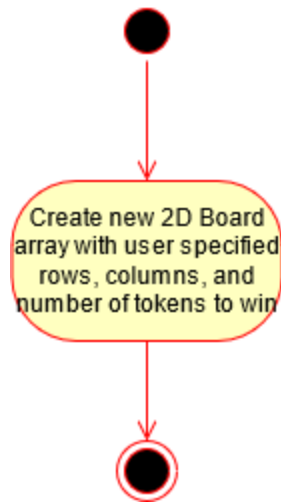 Create new 2D Board
array with user specified
rows, columns, and
number of tokens to win